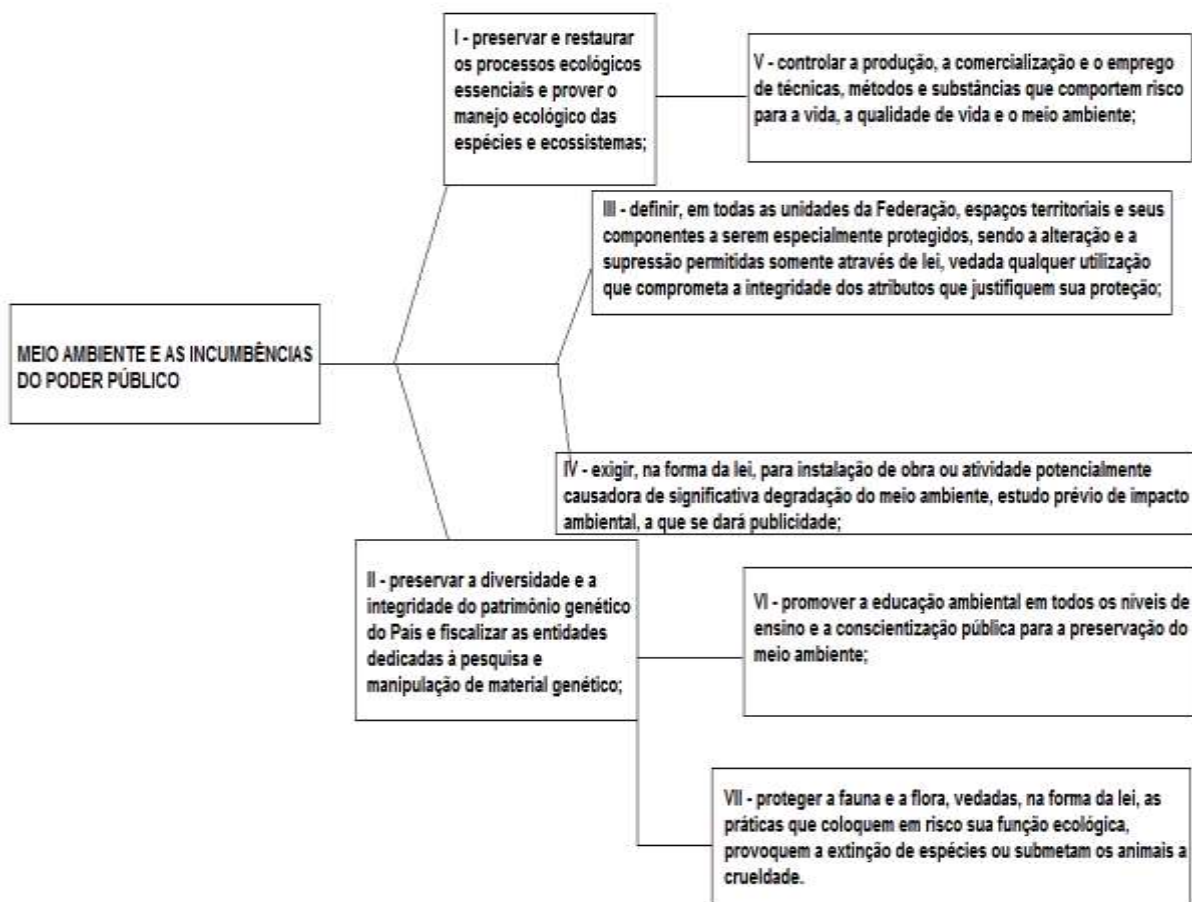 I - preservar e restaurar
os processos ecológicos
essenciais e prover o
manejo ecológico das
espécies e ecossistemas;
V - controlar a produção, a comercialização e o emprego
de técnicas, métodos e substâncias que comportem risco
para a vida, a qualidade de vida e o meio ambiente;
III - definir, em todas as unidades da Federação, espaços territoriais e seus
componentes a serem especialmente protegidos, sendo a alteração e a
supressão permitidas somente através de lei, vedada qualquer utilização
que comprometa a integridade dos atributos que justifiquem sua proteção;
MEIO AMBIENTE E AS INCUMBÊNCIAS
DO PODER PÚBLICO
IV - exigir, na forma da lei, para instalação de obra ou atividade potencialmente
causadora de significativa degradação do meio ambiente, estudo prévio de impacto
ambiental, a que se dará publicidade;
II - preservar a diversidade e a
integridade do patrimônio genético
do País e fiscalizar as entidades
dedicadas à pesquisa e
manipulação de material genético;
VI - promover a educação ambiental em todos os níveis de
ensino e a conscientização pública para a preservação do
meio ambiente;
VII - proteger a fauna e a flora, vedadas, na forma da lei, as
práticas que coloquem em risco sua função ecológica,
provoquem a extinção de espécies ou submetam os animais a
crueldade.